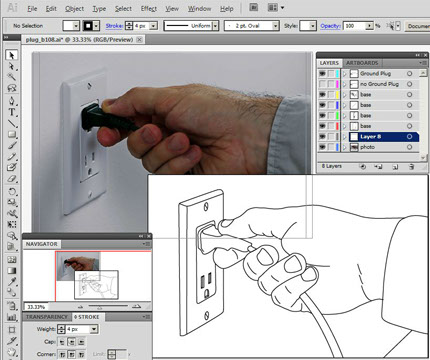 Ai File Edit Object Type Select Effect View Window Help Br
No Selection Stroke: 4 px Uniform 2 pt. Oval Style: Opacity: 100 % Docume
plug_b108.ai* @ 33.33% (RGB/Preview)
LAYERS ARTBOARDS
Ground Plug
no Ground Plug
base
base
base
base
Layer 8
photo
8 Layers
NAVIGATOR
33.33%
TRANSPARENCY STROKE
Weight: 4 px
Cap:
Corner: Limit: